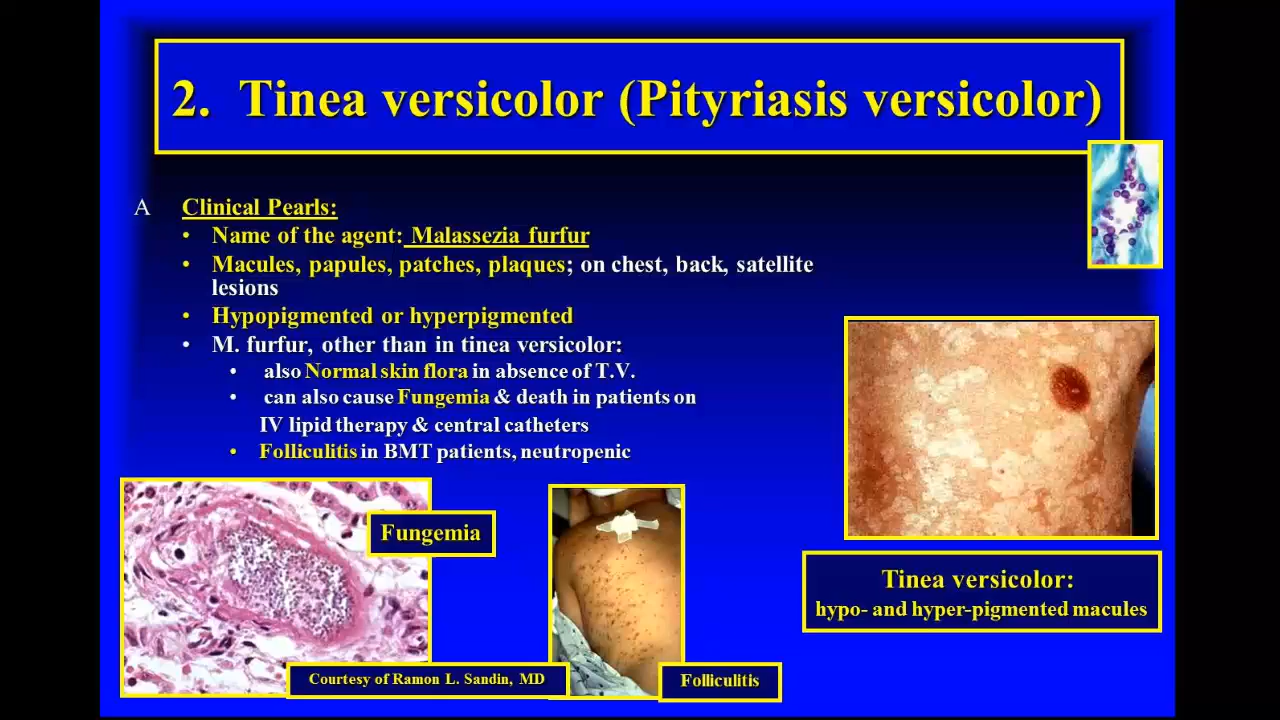 2. Tinea versicolor (Pityriasis versicolor)
A Clinical Pearls:
• Name of the agent: Malassezia furfur
• Macules, papules, patches, plaques; on chest, back, satellite
lesions
• Hypopigmented or hyperpigmented
• M. furfur, other than in tinea versicolor:
• also Normal skin flora in absence of T.V.
• can also cause Fungemia & death in patients on
IV lipid therapy & central catheters
• Folliculitis in BMT patients, neutropenic
Fungemia
Tinea versicolor:
hypo- and hyper-pigmented macules
Courtesy of Ramon L. Sandin, MD
Folliculitis